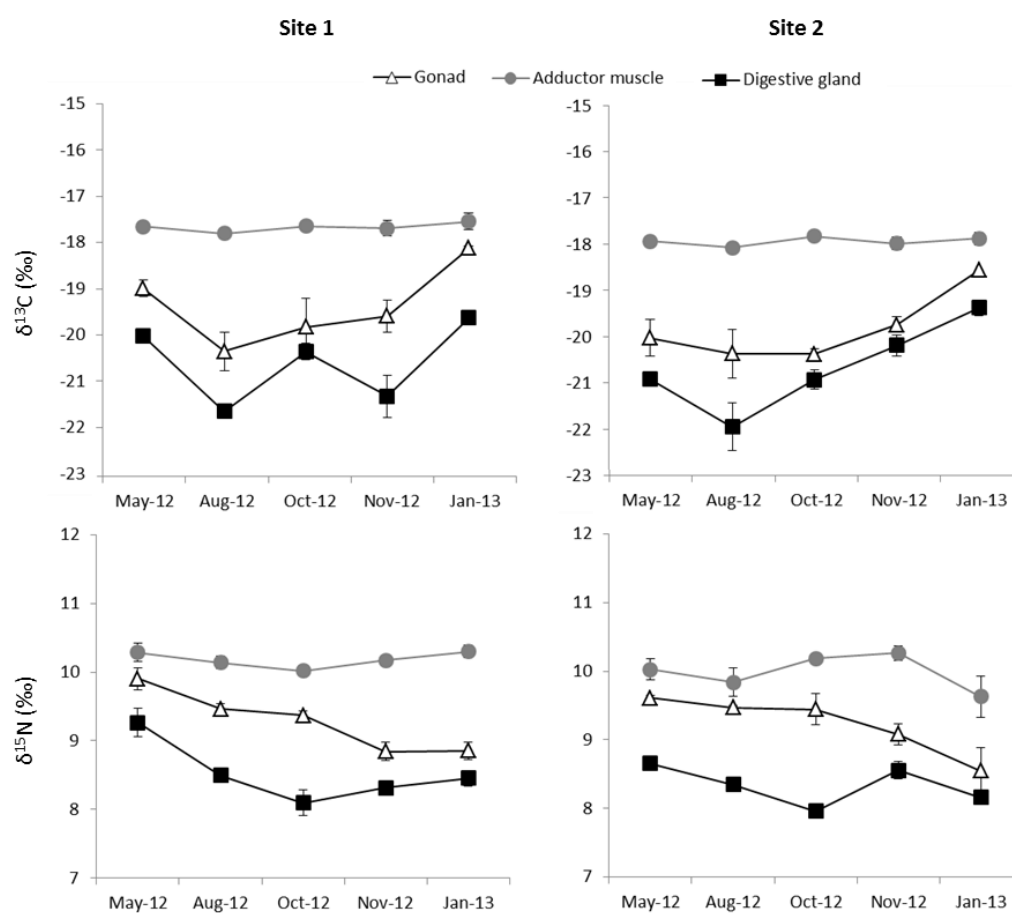 Site 1
Site 2
Gonad
Adductor muscle
Digestive gland
δ13C (‰)
-15
-16
-17
-18
-19
-20
-21
-22
-23
May-12
Aug-12
Oct-12
Nov-12
Jan-13
-15
-16
-17
-18
-19
-20
-21
-22
-23
May-12
Aug-12
Oct-12
Nov-12
Jan-13
δ15N (‰)
12
11
10
9
8
7
May-12
Aug-12
Oct-12
Nov-12
Jan-13
12
11
10
9
8
7
May-12
Aug-12
Oct-12
Nov-12
Jan-13